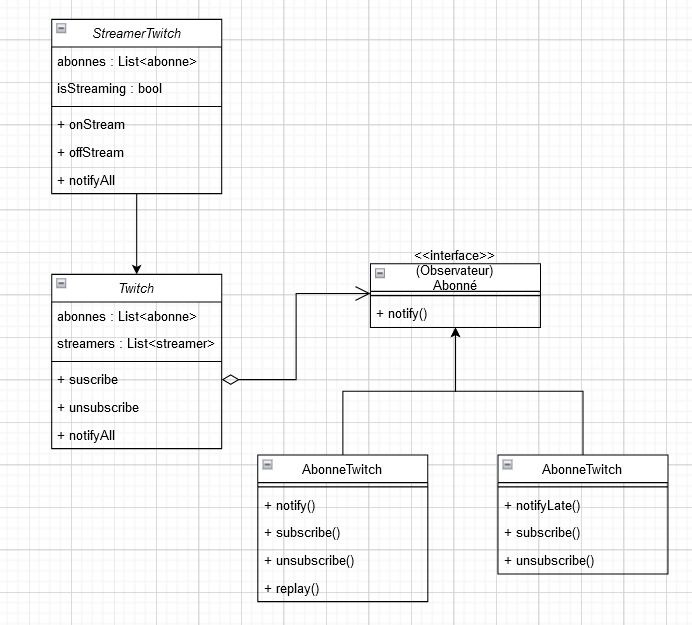 StreamerTwitch
abonnes : List<abonne>
isStreaming : bool
+ onStream
+ offStream
+ notifyAll
Twitch
abonnes : List<abonne>
streamers : List<streamer>
+ suscribe
+ unsubscribe
+ notifyAll
<<interface>>
(Observateur)
Abonné
+ notify()
AbonneTwitch
+ notify()
+ subscribe()
+ unsubscribe()
+ replay()
AbonneTwitch
+ notifyLate()
+ subscribe()
+ unsubscribe()